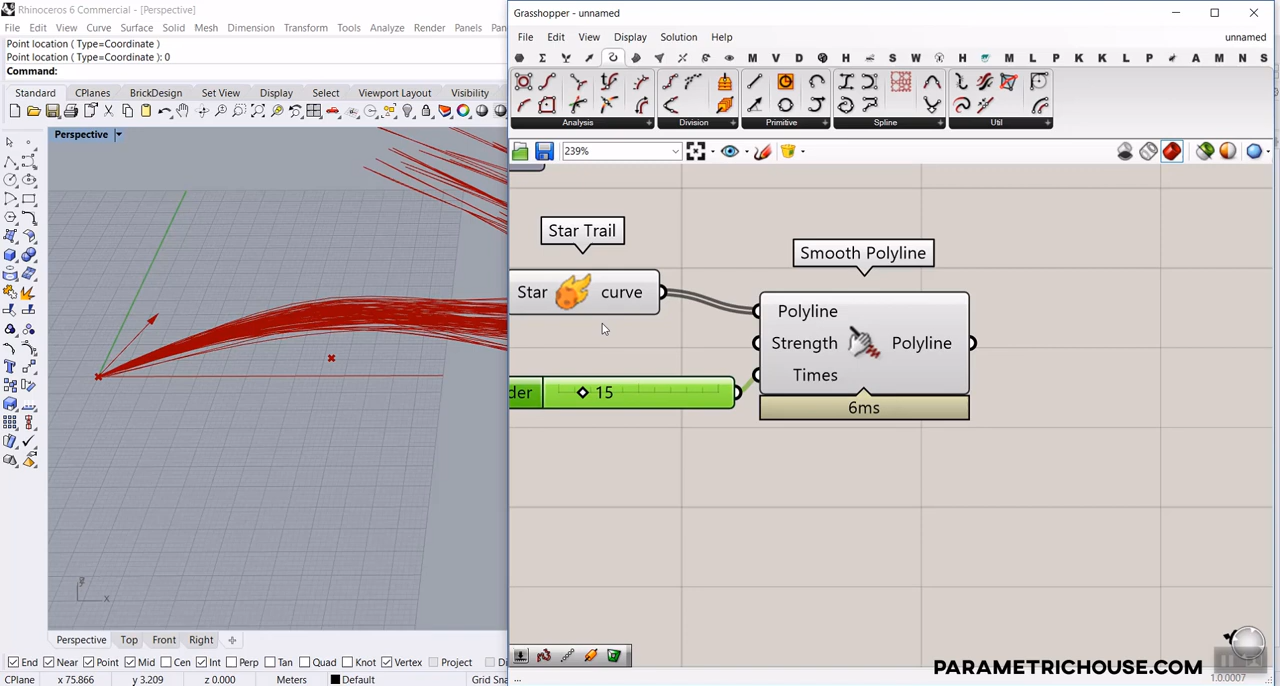 Rhinoceros 6 Commercial - [Perspective]
File Edit View Curve Surface Solid Mesh Dimension Transform Tools Analyze Render Panels
Point location ( Type=Coordinate )
Point location ( Type=Coordinate ): 0
Command:
Standard CPlanes BrickDesign Set View Display Select Viewport Layout Visibility
Perspective
y
x
Perspective Top Front Right
End Near Point Mid Cen Int Perp Tan Quad Knot Vertex Project
CPlane x 75.866 y 3.209 z 0.000 Meters Default Grid Snap
Grasshopper - unnamed
File Edit View Display Solution Help unnamed
M V D H S W H M L P K K L P A M N S
Analysis Division Primitive Spline Util
239%
Star Trail
Star curve
der 15
Smooth Polyline
Polyline
Strength Polyline
Times
6ms
...
PARAMETRICHOUSE.COM
1.0.0007